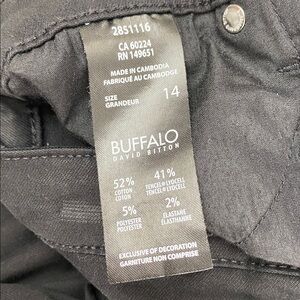 2851116
CA 60224
RN 149651
MADE IN CAMBODIA
FABRIQUÉ AU CAMBODGE
SIZE 14
GRANDEUR
BUFFALO
DAVID BITTON
52% 41%
COTTON TENCEL® LYOCELL
COTON TENCEL® LYOCELL
5% 2%
POLYESTER ELASTANE
POLYESTER ÉLASTHANNE
EXCLUSIVE OF DECORATION
GARNITURE NON COMPRISE